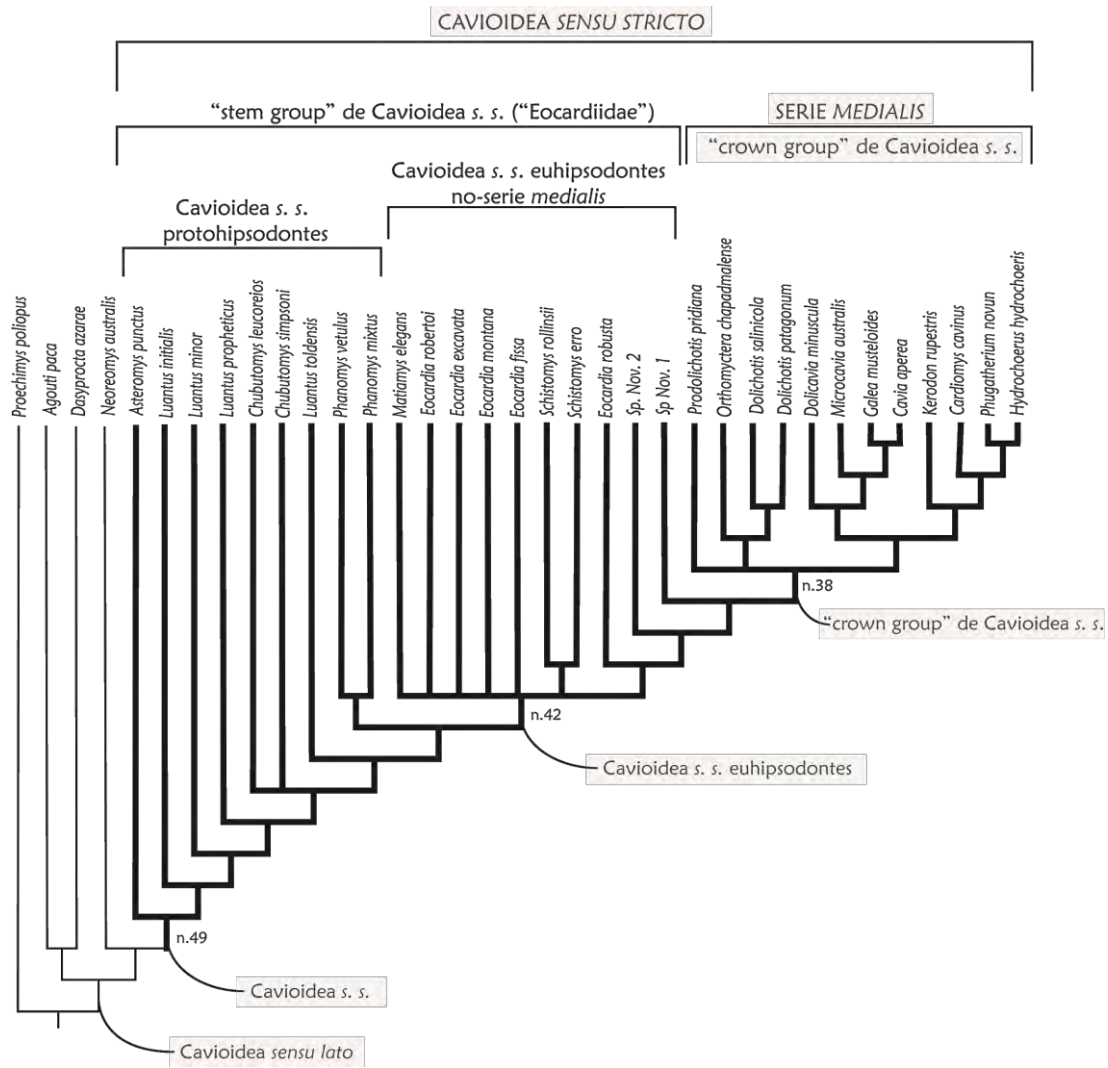 CAVIOIDEA SENSU STRICTO
“stem group” de Cavioidea s. s. (“Eocardiidae”)
SERIE MEDIALIS
“crown group” de Cavioidea s. s.
Cavioidea s. s. euhipsodontes
no-serie medialis
Cavioidea s. s.
protohipsodontes
Proechimys poliopus
Agouti paca
Dasyprocta azarae
Neoreomys australis
Asteromys punctus
Luantus initialis
Luantus minor
Luantus propheticus
Chubutomys leucoreios
Chubutomys simpsoni
Luantus toldensis
Phanomys vetulus
Phanomys mixtus
Matiamys elegans
Eocardia robertoi
Eocardia excavata
Eocardia montana
Eocardia fissa
Schistomys rollinsii
Schistomys erro
Eocardia robusta
Sp. Nov. 2
Sp Nov. 1
Prodolichotis pridiana
Orthomyctera chapadmalense
Dolichotis salinicola
Dolichotis patagonum
Dolicavia minuscula
Microcavia australis
Galea musteloides
Cavia aperea
Kerodon rupestris
Cardiomys cavinus
Phugatherium novun
Hydrochoerus hydrochoeris
n.38
“crown group” de Cavioidea s. s.
n.42
Cavioidea s. s. euhipsodontes
n.49
Cavioidea s. s.
Cavioidea sensu lato